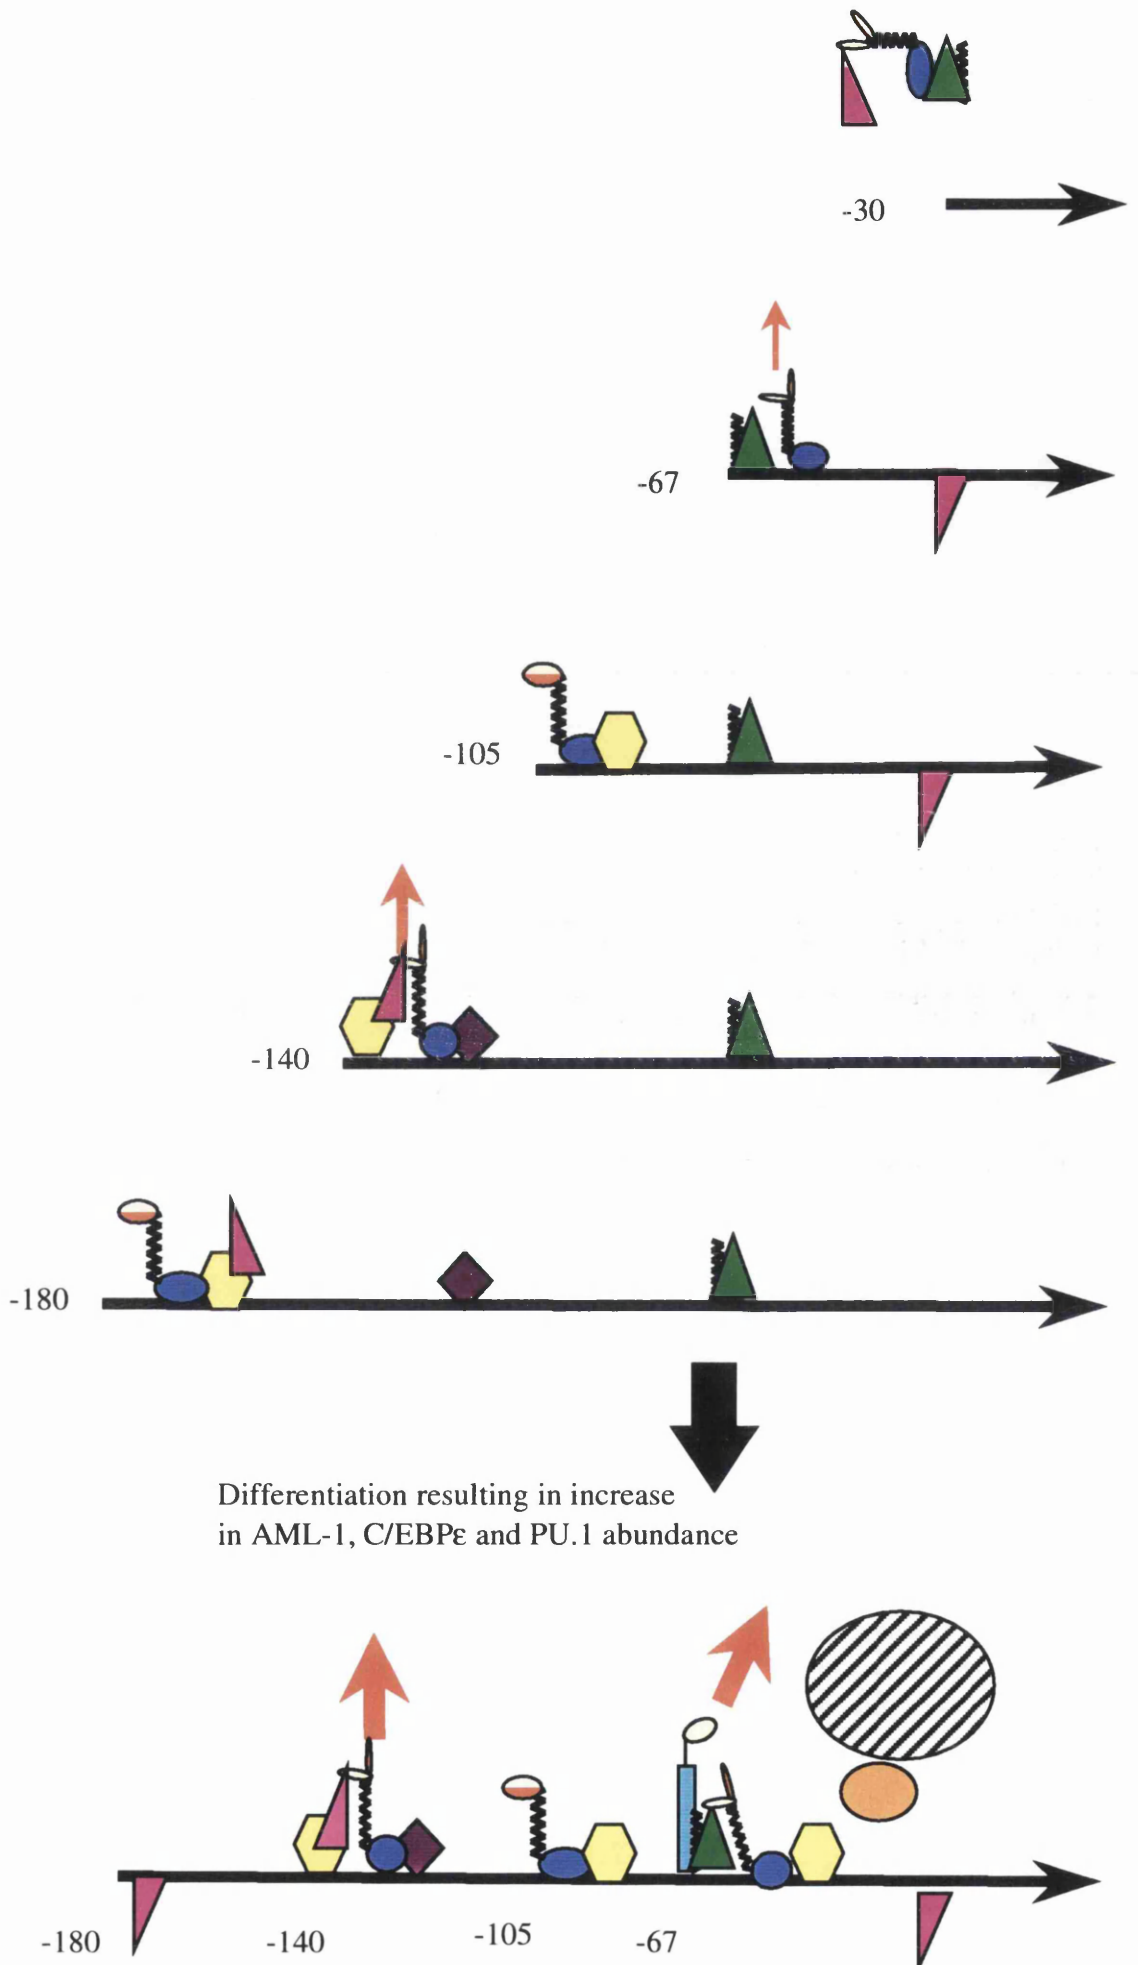 -30
-67
-105
-140
-180
Differentiation resulting in increase
in AML-1, C/EBPε and PU.1 abundance
-180 -140 -105 -67